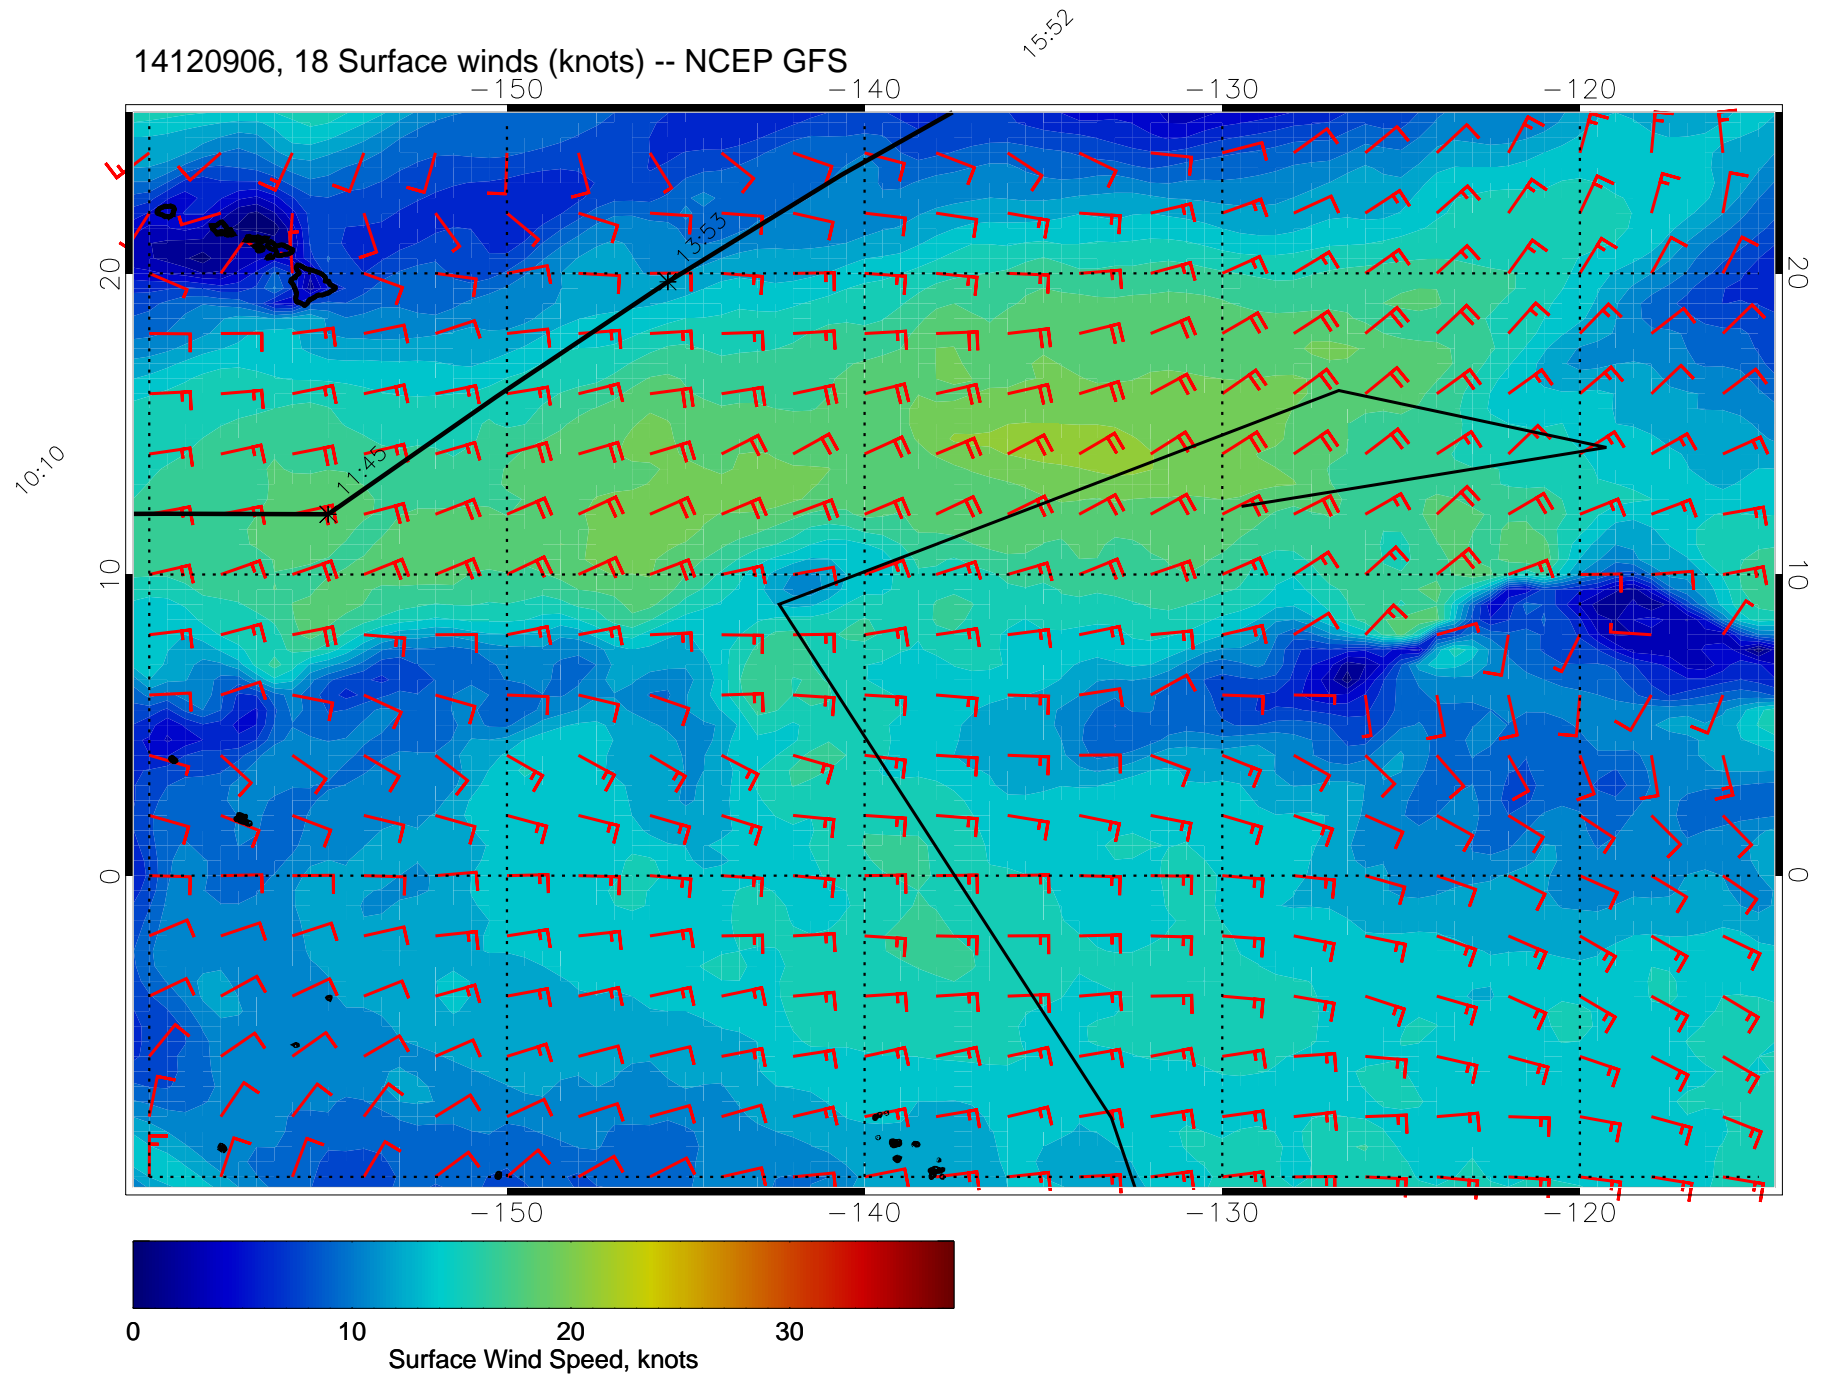 15:52
14120906, 18 Surface winds (knots) -- NCEP GFS
-150 -140 -130 -120
20 13:53 20
10:10 11:45
10 10
0 0
-150 -140 -130 -120
0 10 20 30
Surface Wind Speed, knots